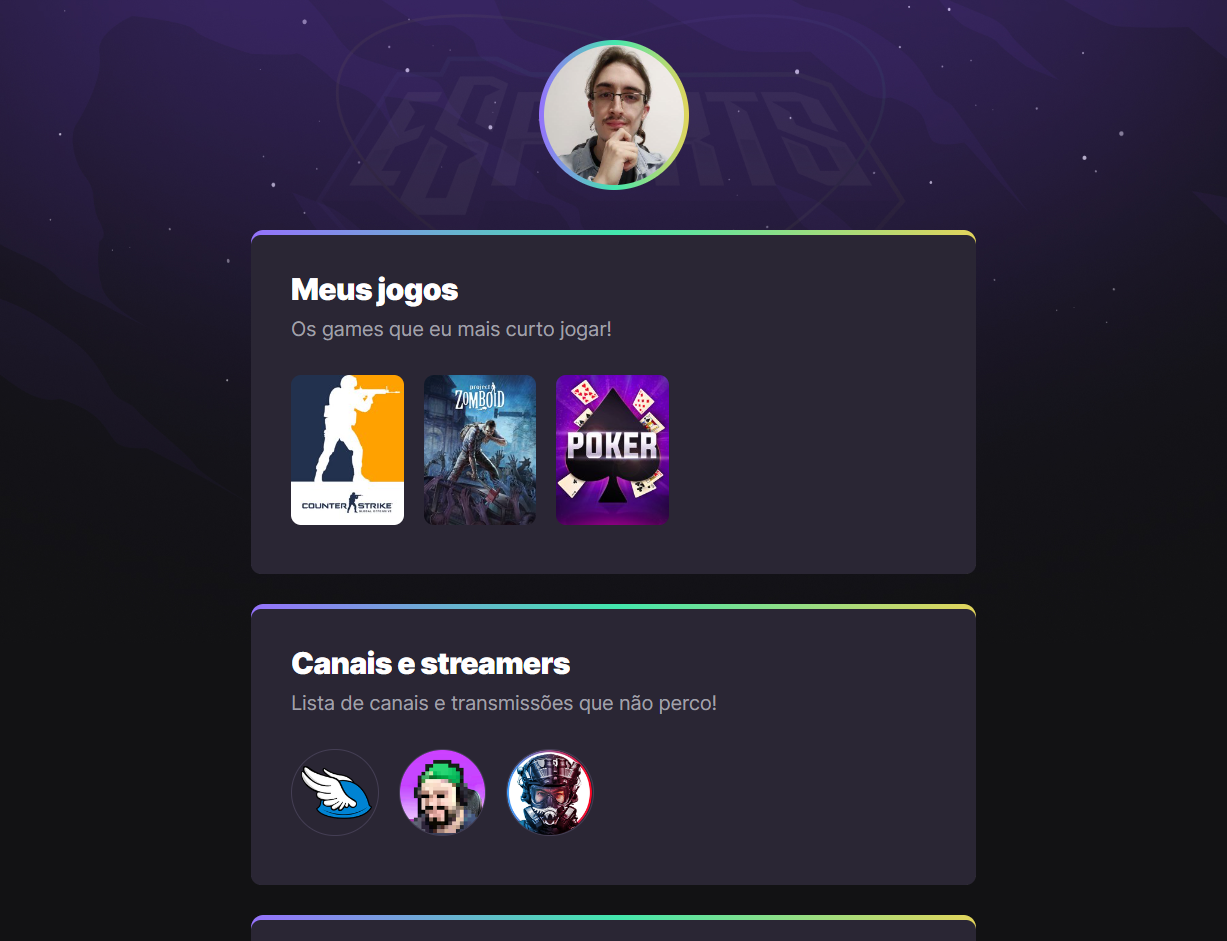 ESPORTS
Meus jogos
Os games que eu mais curto jogar!
COUNTER STRIKE
GLOBAL OFFENSIVE
project
ZOMBOID
POKER
Canais e streamers
Lista de canais e transmissões que não perco!